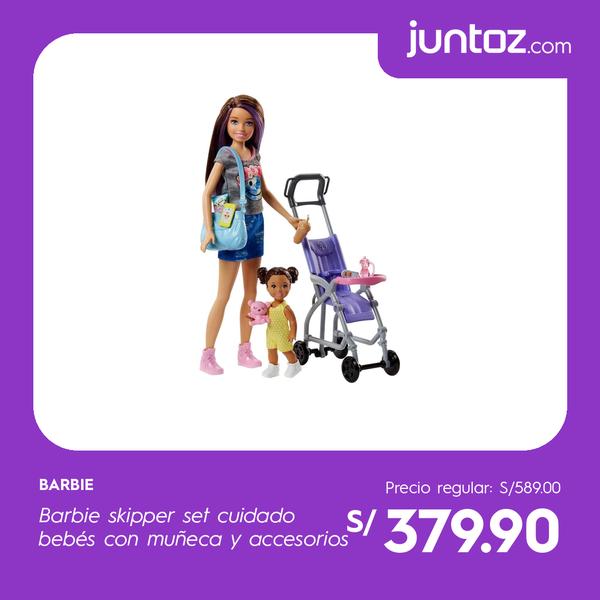 juntoz.com
BARBIE
Precio regular: S/589.00
Barbie skipper set cuidado
bebés con muñeca y accesorios
S/ 379.90